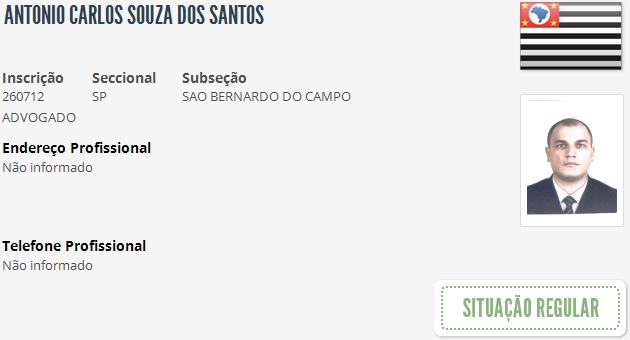 ANTONIO CARLOS SOUZA DOS SANTOS
Inscrição Seccional Subseção
260712 SP SAO BERNARDO DO CAMPO
ADVOGADO
Endereço Profissional
Não informado
Telefone Profissional
Não informado
SITUAÇÃO REGULAR